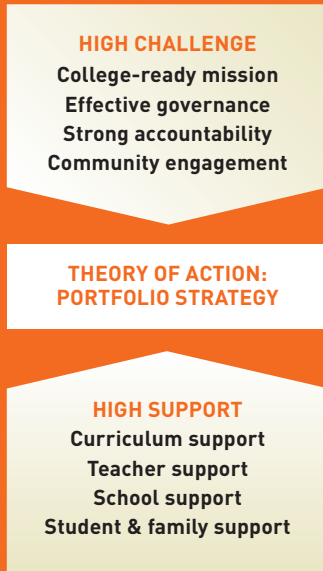 HIGH CHALLENGE
College-ready mission
Effective governance
Strong accountability
Community engagement
THEORY OF ACTION:
PORTFOLIO STRATEGY
HIGH SUPPORT
Curriculum support
Teacher support
School support
Student & family support